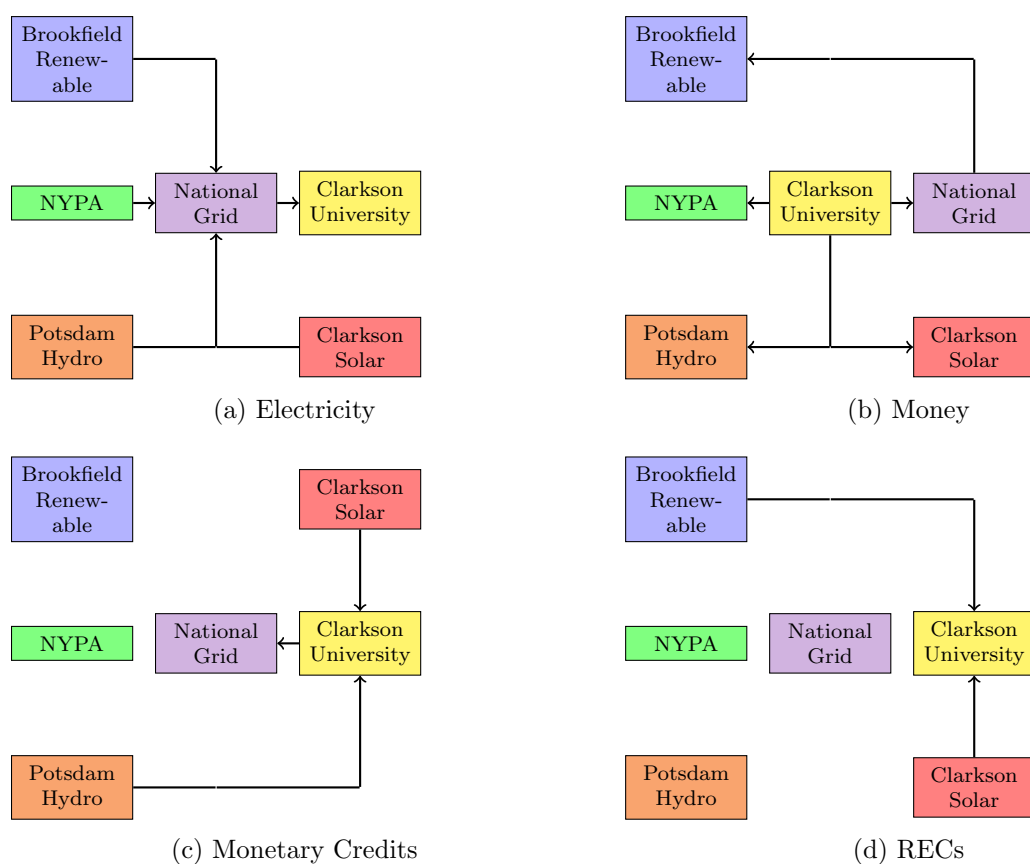 Brookfield
Renew-
able
NYPA
National
Grid
Clarkson
University
Potsdam
Hydro
Clarkson
Solar
(a) Electricity
Brookfield
Renew-
able
NYPA
Clarkson
University
National
Grid
Potsdam
Hydro
Clarkson
Solar
(b) Money
Brookfield
Renew-
able
Clarkson
Solar
NYPA
National
Grid
Clarkson
University
Potsdam
Hydro
(c) Monetary Credits
Brookfield
Renew-
able
NYPA
National
Grid
Clarkson
University
Potsdam
Hydro
Clarkson
Solar
(d) RECs